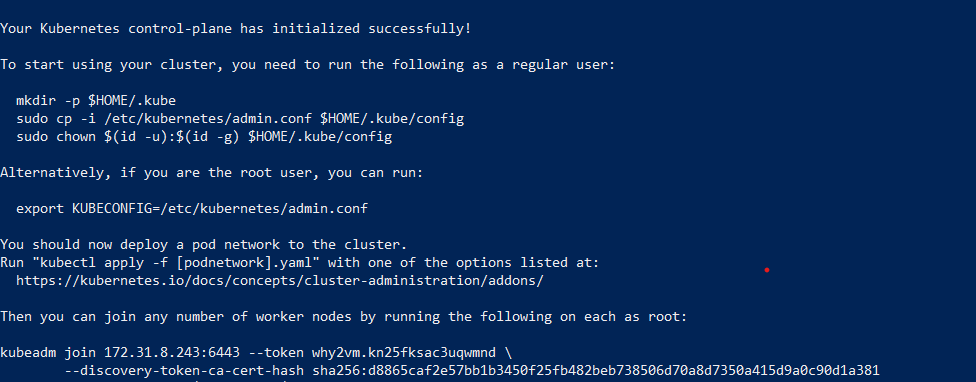 Your Kubernetes control-plane has initialized successfully!
To start using your cluster, you need to run the following as a regular user:
mkdir -p $HOME/.kube
sudo cp -i /etc/kubernetes/admin.conf $HOME/.kube/config
sudo chown $(id -u):$(id -g) $HOME/.kube/config
Alternatively, if you are the root user, you can run:
export KUBECONFIG=/etc/kubernetes/admin.conf
You should now deploy a pod network to the cluster.
Run "kubectl apply -f [podnetwork].yaml" with one of the options listed at:
https://kubernetes.io/docs/concepts/cluster-administration/addons/
Then you can join any number of worker nodes by running the following on each as root:
kubeadm join 172.31.8.243:6443 --token why2vm.kn25fksac3uqwmnd \
--discovery-token-ca-cert-hash sha256:d8865caf2e57bb1b3450f25fb482beb738506d70a8d7350a415d9a0c90d1a381